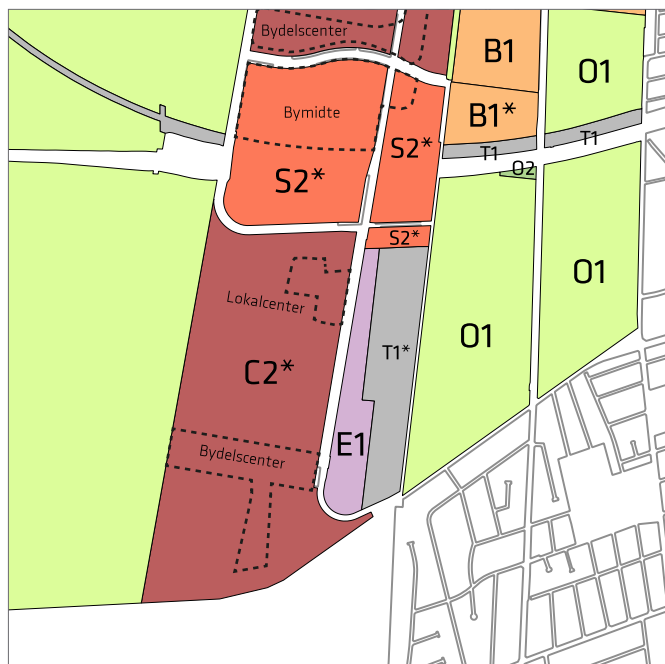 Bydelscenter
B1
O1
Bymidte
B1*
S2*
T1
T1
O2
S2*
S2*
O1
Lokalcenter
O1
T1*
C2*
E1
Bydelscenter